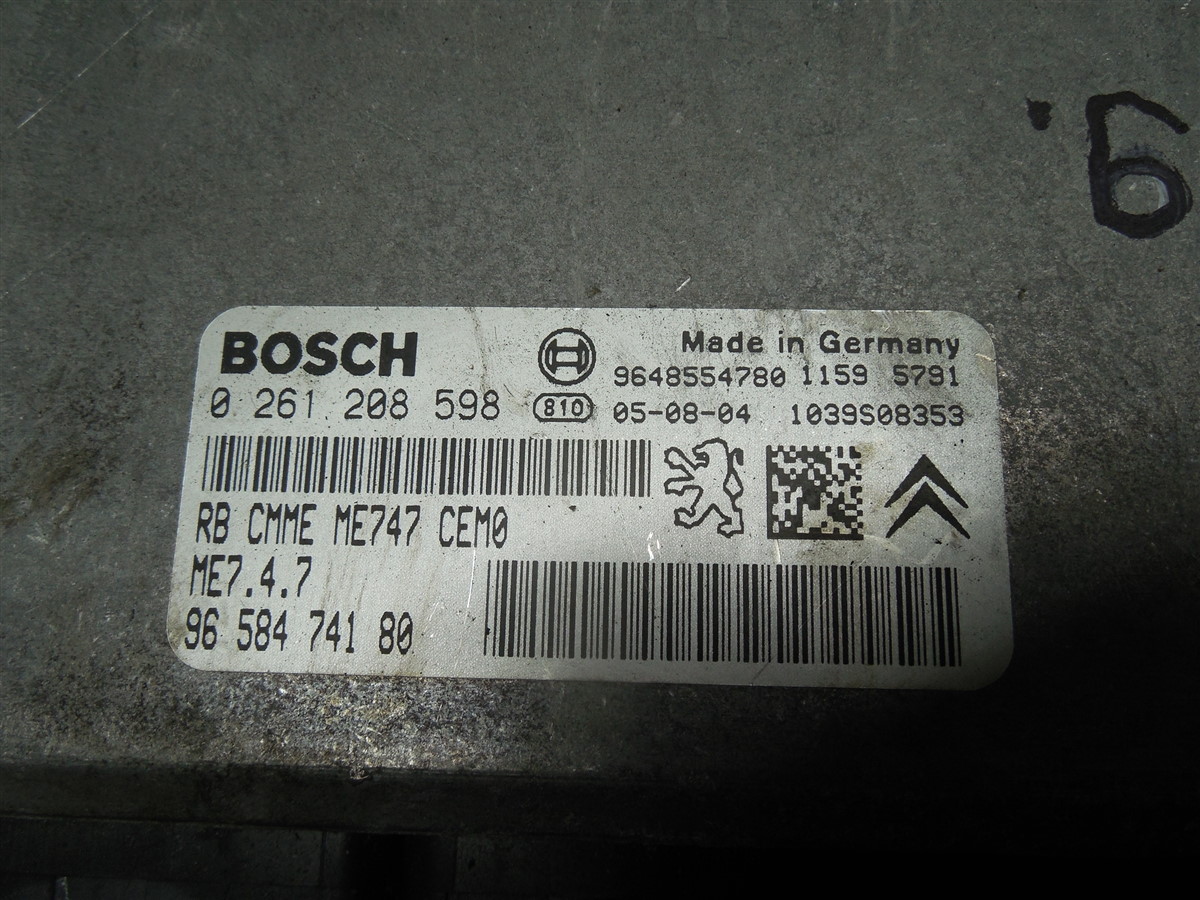 6.
BOSCH
Made in Germany
9648554780 1159 5791
0 261 208 598 810 05-08-04 1039S08353
RB CMME ME747 CEM0
ME7.4.7
96 584 741 80